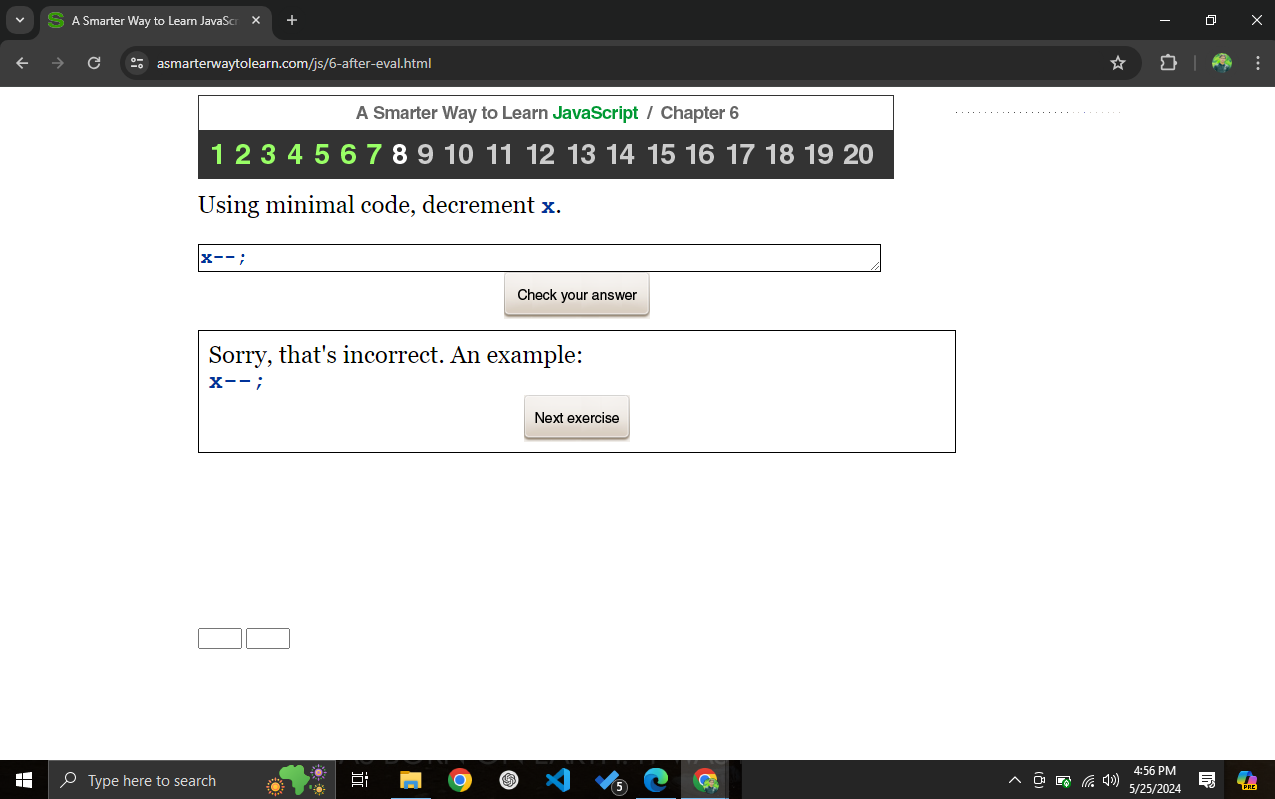 A Smarter Way to Learn JavaScr
asmarterwaytolearn.com/js/6-after-eval.html
A Smarter Way to Learn JavaScript / Chapter 6
1 2 3 4 5 6 7 8 9 10 11 12 13 14 15 16 17 18 19 20
Using minimal code, decrement x.
x--;
Check your answer
Sorry, that's incorrect. An example:
x--;
Next exercise
Type here to search
5
4:56 PM
5/25/2024
PRE